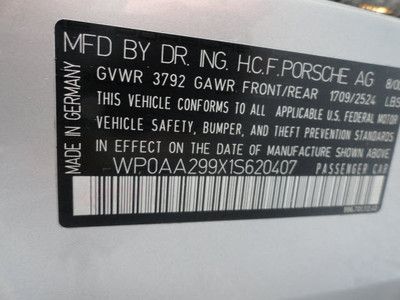 MFD BY DR. ING. H.C.F. PORSCHE AG 8/00
GVWR 3792 GAWR FRONT/REAR 1709/2524 LBS
THIS VEHICLE CONFORMS TO ALL APPLICABLE U.S. FEDERAL MOTOR
VEHICLE SAFETY, BUMPER, AND THEFT PREVENTION STANDARDS
IN EFFECT ON THE DATE OF MANUFACTURE SHOWN ABOVE.
WP0AA299X1S620407 PASSENGER CAR
MADE IN GERMANY